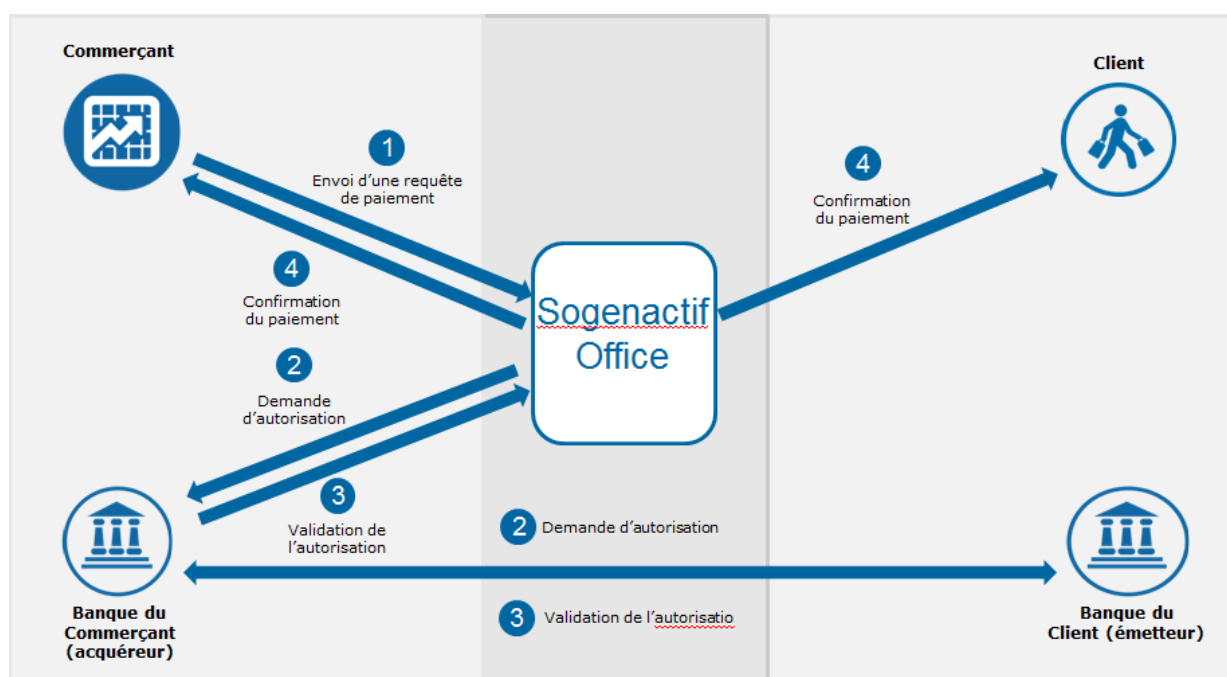 Commerçant
Client
1
Envoi d'une requête
de paiement
4
Confirmation
du paiement
4
Confirmation
du paiement
Sogenactif
Office
2
Demande
d'autorisation
3
Validation de
l'autorisation
2 Demande d'autorisation
3 Validation de l'autorisatio
Banque du
Commerçant
(acquéreur)
Banque du
Client (émetteur)